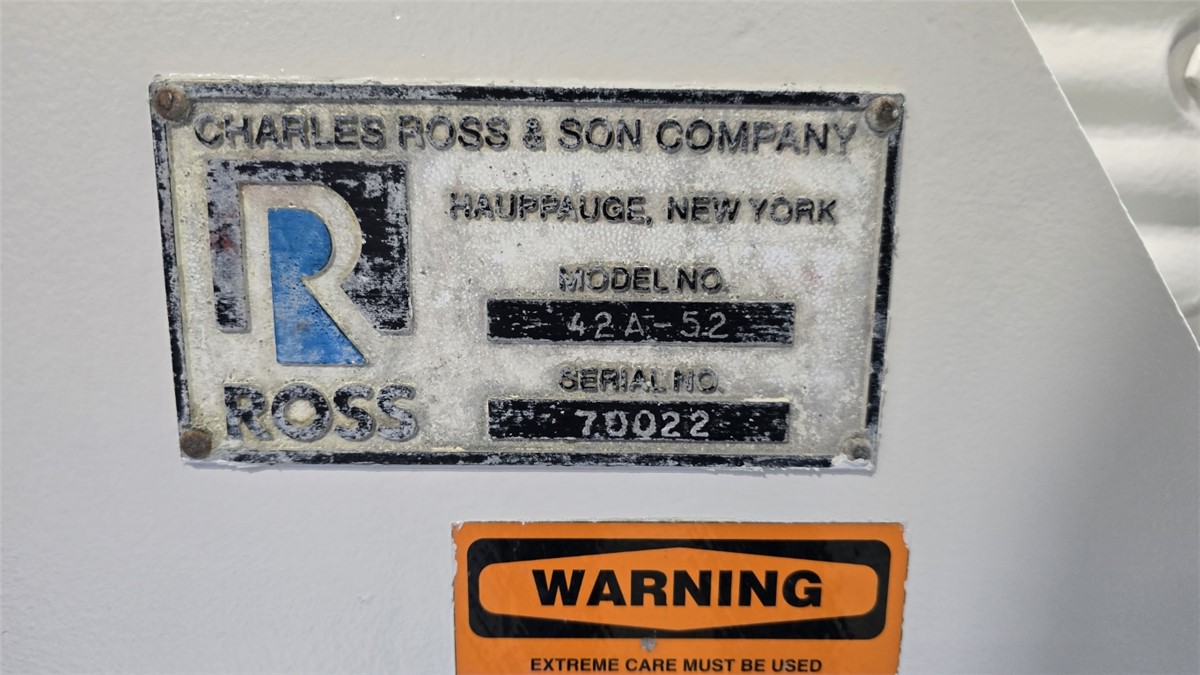 CHARLES ROSS & SON COMPANY
HAUPPAUGE, NEW YORK
MODEL NO.
42A-52
SERIAL NO.
70022
R
ROSS
WARNING
EXTREME CARE MUST BE USED